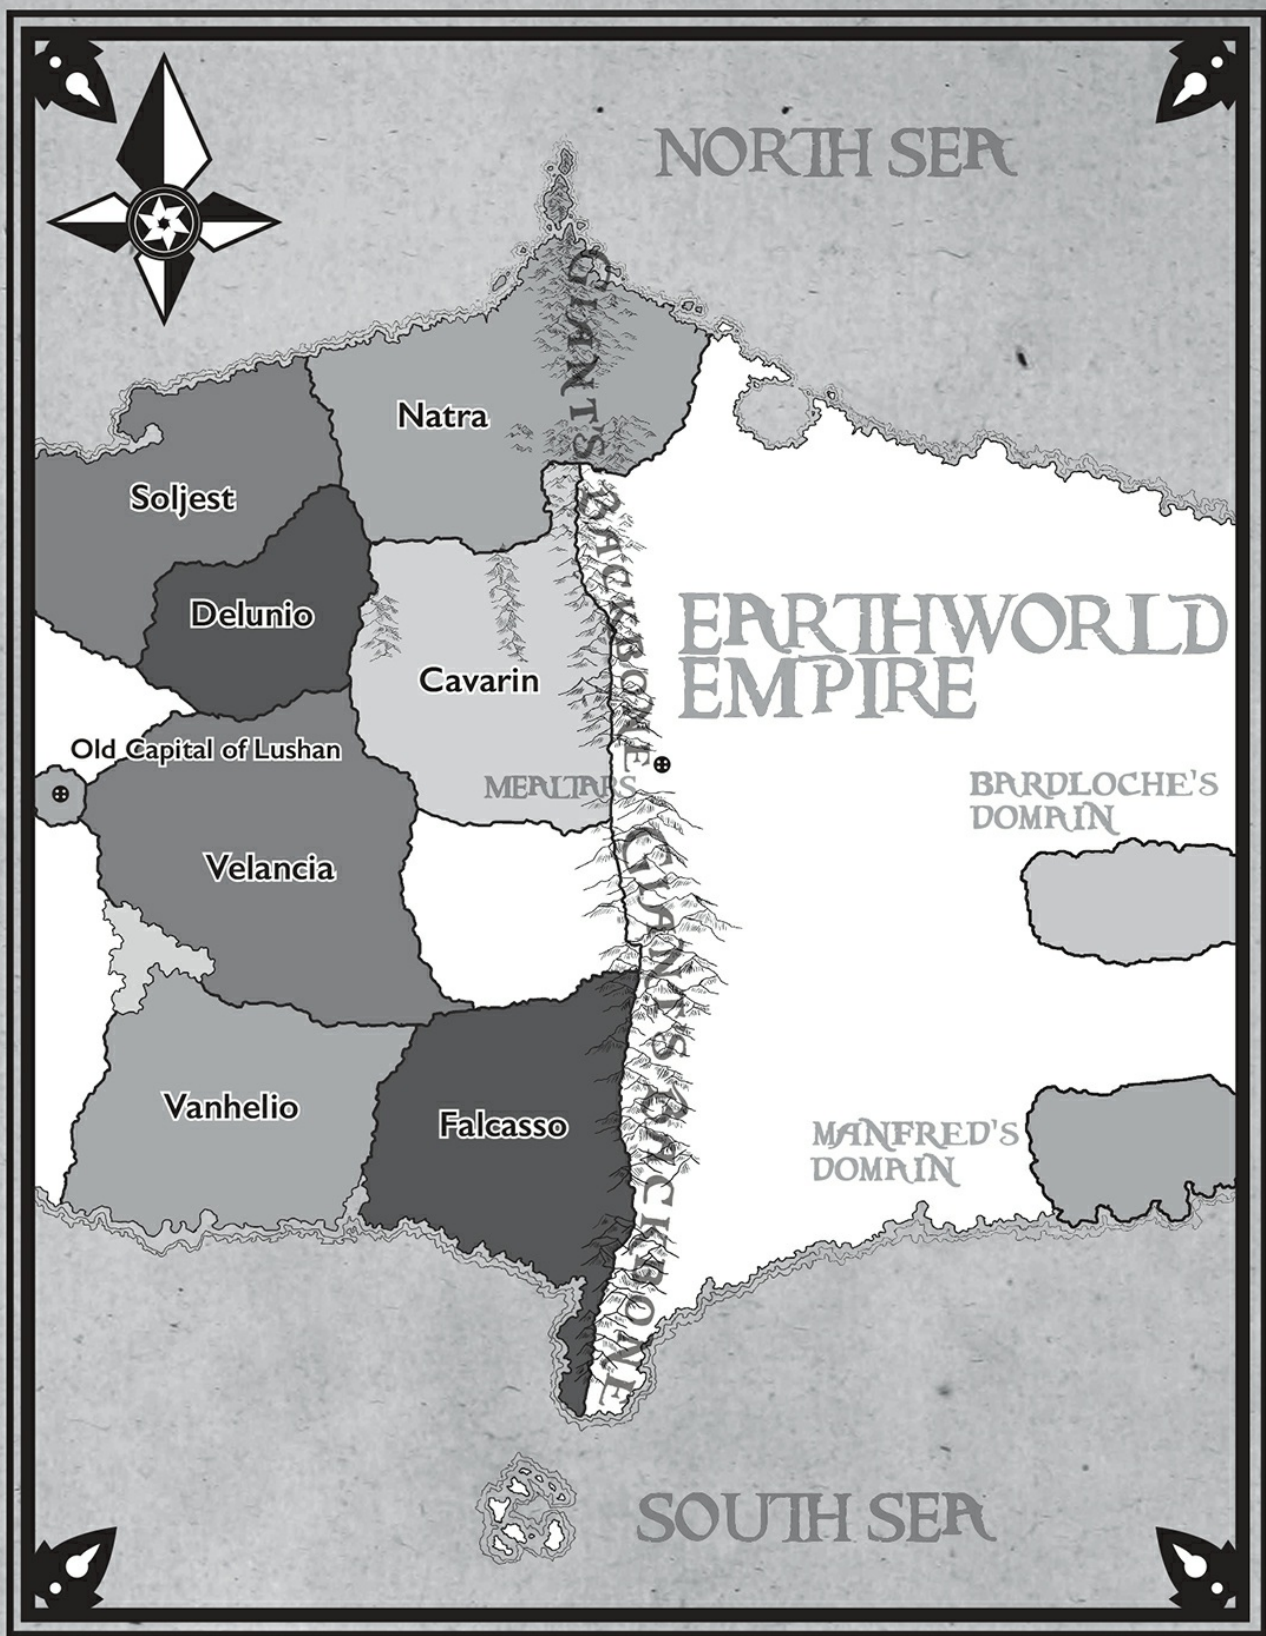 NORTH SEA
GIANT'S BACKBONE
Natra
Soljest
Delunio
EARTHWORLD
EMPIRE
Cavarin
Old Capital of Lushan
MEALTARS
BARDLOCHE'S
DOMAIN
GIANT'S BACKBONE
Velancia
Vanhelio
Falcasso
MANFRED'S
DOMAIN
SOUTH SEA